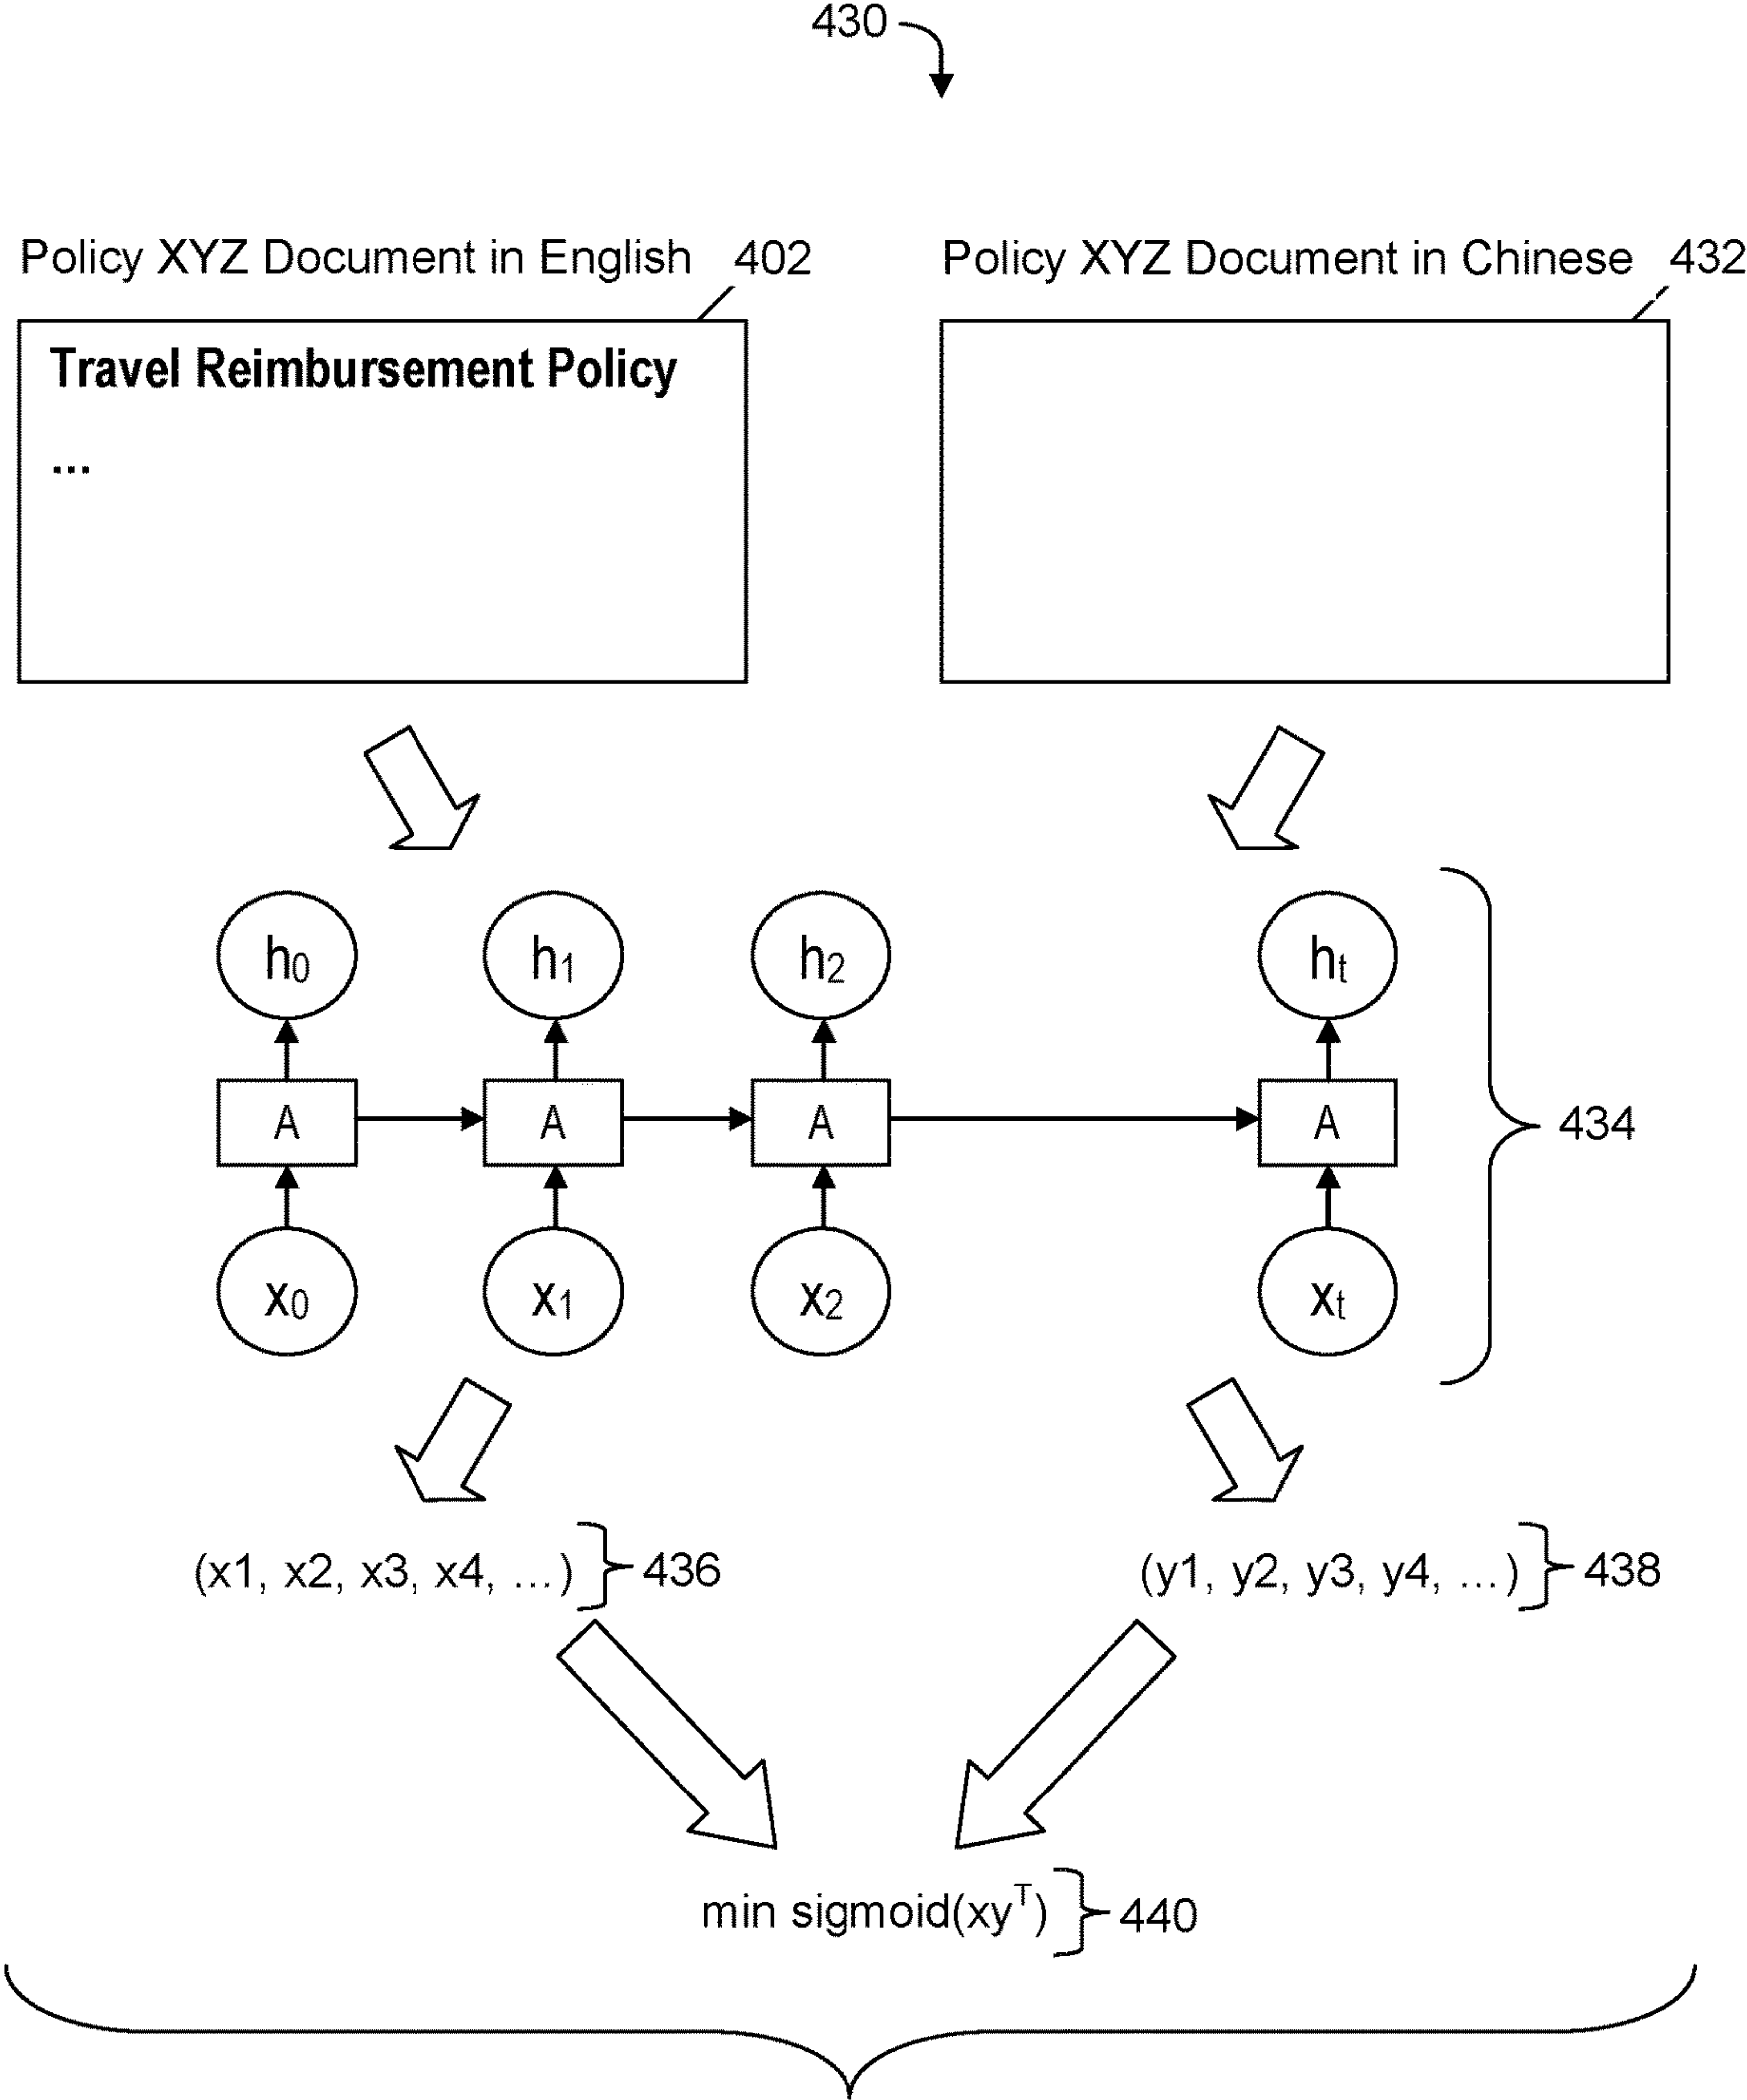 430
Policy XYZ Document in English 402
Policy XYZ Document in Chinese 432
Travel Reimbursement Policy
...
h0 h1 h2 ht
A A A A
434
x0 x1 x2 xt
(x1, x2, x3, x4, ...) 436
(y1, y2, y3, y4, ...) 438
min sigmoid(xyT) 440